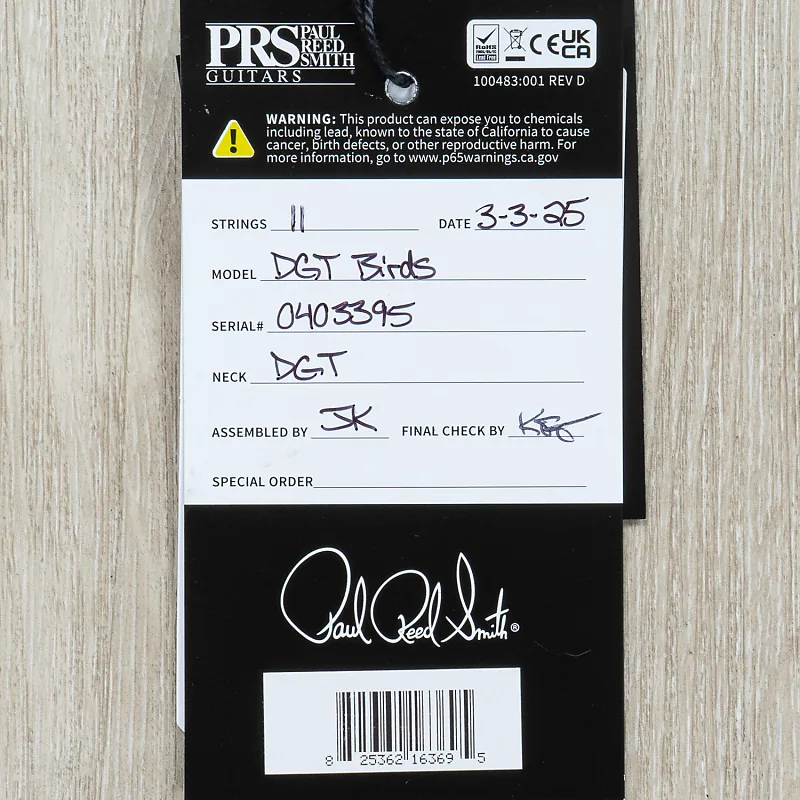 PRS PAUL REED SMITH
GUITARS
RoHS
Lead Free
CE UK CA
100483:001 REV D
WARNING: This product can expose you to chemicals
including lead, known to the state of California to cause
cancer, birth defects, or other reproductive harm. For
more information, go to www.p65warnings.ca.gov
STRINGS 11 DATE 3-3-25
MODEL DGT Birds
SERIAL# 0403395
NECK DGT
ASSEMBLED BY JK FINAL CHECK BY
SPECIAL ORDER
Paul Reed Smith®
8 25362 16369 5